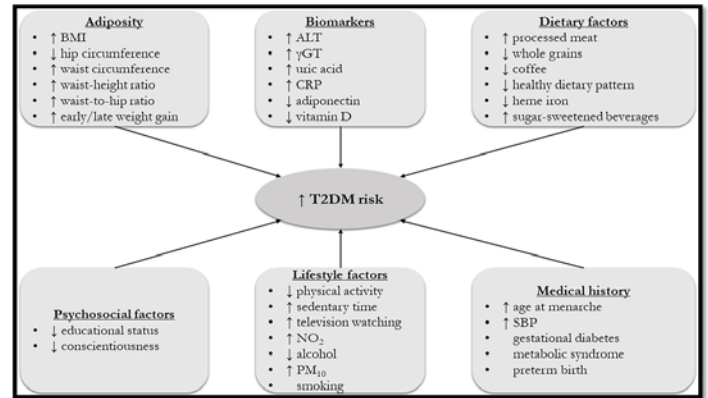 Adiposity
• ↑ BMI
• ↓ hip circumference
• ↑ waist circumference
• ↑ waist-height ratio
• ↑ waist-to-hip ratio
• ↑ early/late weight gain
Biomarkers
• ↑ ALT
• ↑ γGT
• ↑ uric acid
• ↑ CRP
• ↓ adiponectin
• ↓ vitamin D
Dietary factors
• ↑ processed meat
• ↓ whole grains
• ↓ coffee
• ↓ healthy dietary pattern
• ↓ heme iron
• ↑ sugar-sweetened beverages
↑ T2DM risk
Psychosocial factors
• ↓ educational status
• ↓ conscientiousness
Lifestyle factors
• ↓ physical activity
• ↑ sedentary time
• ↑ television watching
• ↑ NO₂
• ↓ alcohol
• ↑ PM₁₀
• smoking
Medical history
• ↑ age at menarche
• ↑ SBP
gestational diabetes
metabolic syndrome
preterm birth